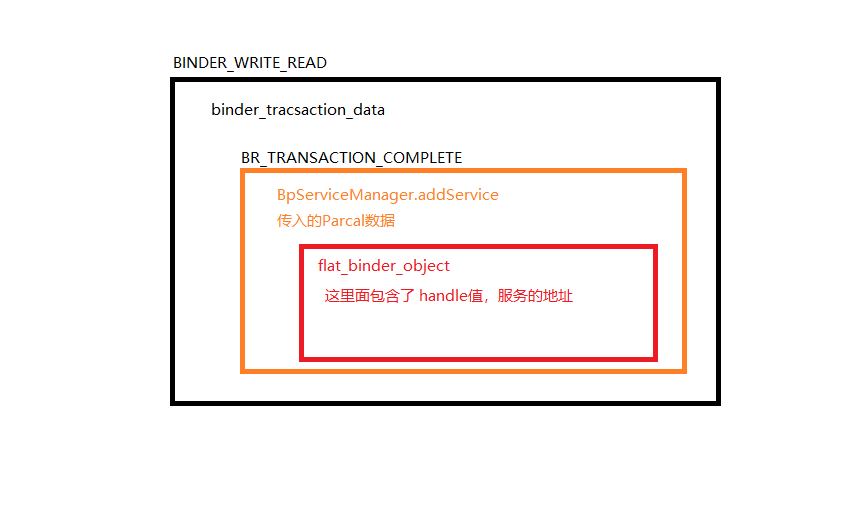 BINDER_WRITE_READ
binder_tracsaction_data
BR_TRANSACTION_COMPLETE
BpServiceManager.addService
传入的Parcal数据
flat_binder_object
这里面包含了 handle值，服务的地址